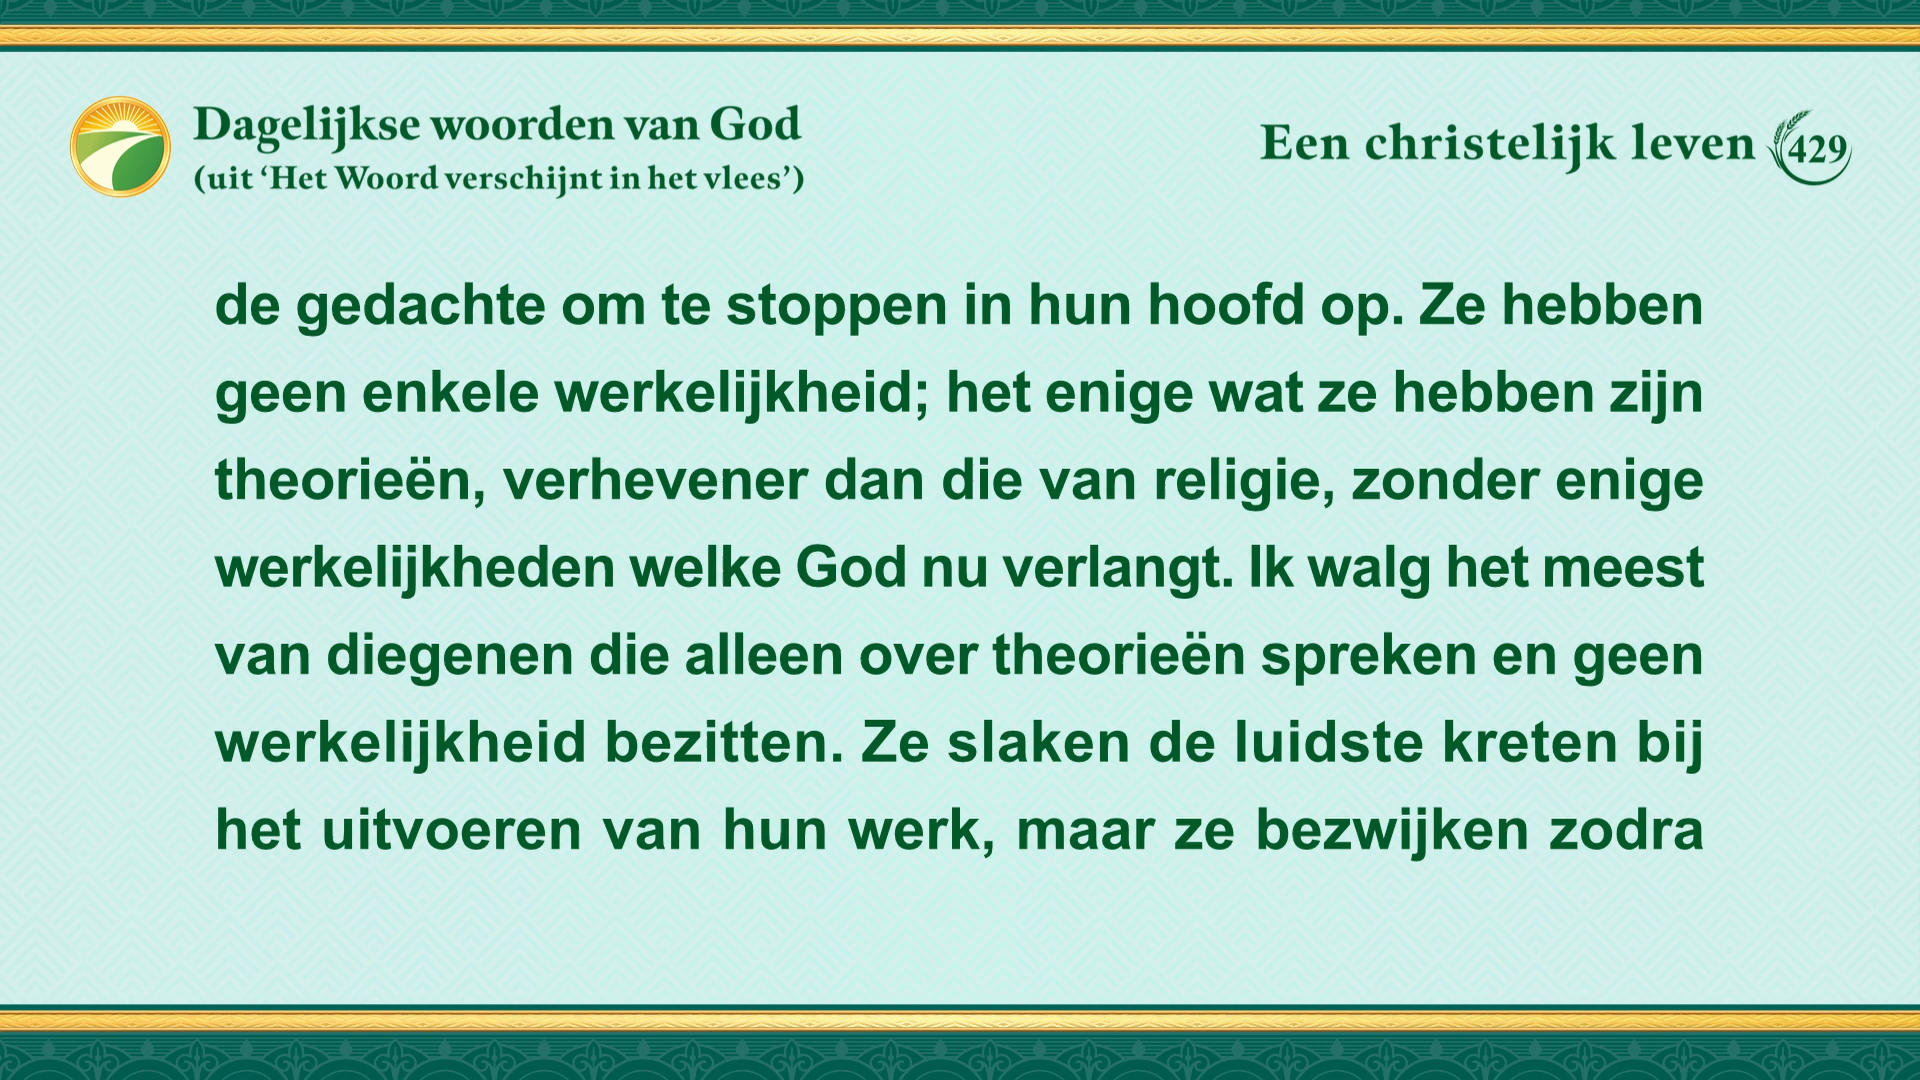 Dagelijkse woorden van God
(uit ‘Het Woord verschijnt in het vlees’)
Een christelijk leven 429
de gedachte om te stoppen in hun hoofd op. Ze hebben
geen enkele werkelijkheid; het enige wat ze hebben zijn
theorieën, verhevener dan die van religie, zonder enige
werkelijkheden welke God nu verlangt. Ik walg het meest
van diegenen die alleen over theorieën spreken en geen
werkelijkheid bezitten. Ze slaken de luidste kreten bij
het uitvoeren van hun werk, maar ze bezwijken zodra